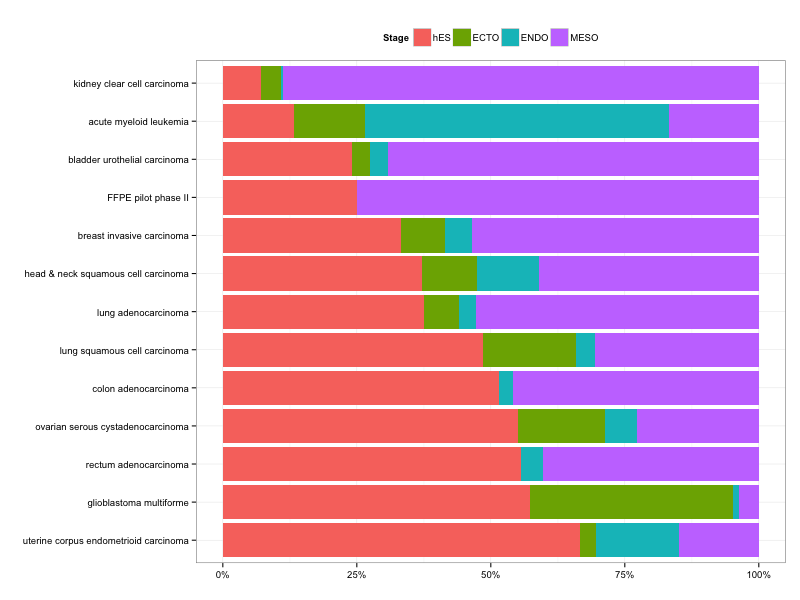 Stage hES ECTO ENDO MESO
kidney clear cell carcinoma
acute myeloid leukemia
bladder urothelial carcinoma
FFPE pilot phase II
breast invasive carcinoma
head & neck squamous cell carcinoma
lung adenocarcinoma
lung squamous cell carcinoma
colon adenocarcinoma
ovarian serous cystadenocarcinoma
rectum adenocarcinoma
glioblastoma multiforme
uterine corpus endometrioid carcinoma
0% 25% 50% 75% 100%